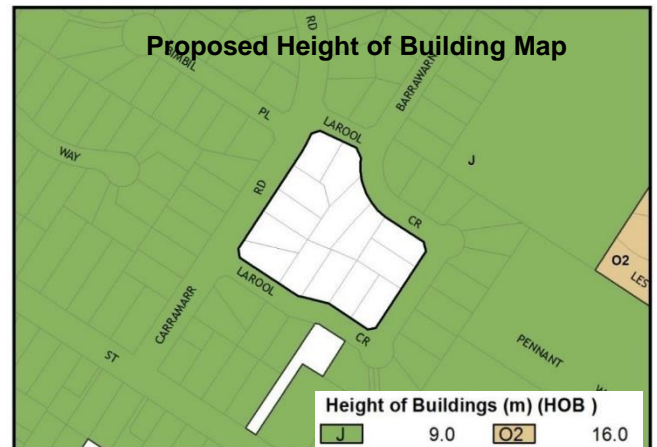 Proposed Height of Building Map
RD
BIMBIL
PL
BARRAWARN
LAROOL
WAY
J
RD
CR
O2
LES
LAROOL
CARRAMARR
CR
PENNANT
ST
Height of Buildings (m) (HOB )
J 9.0 O2 16.0